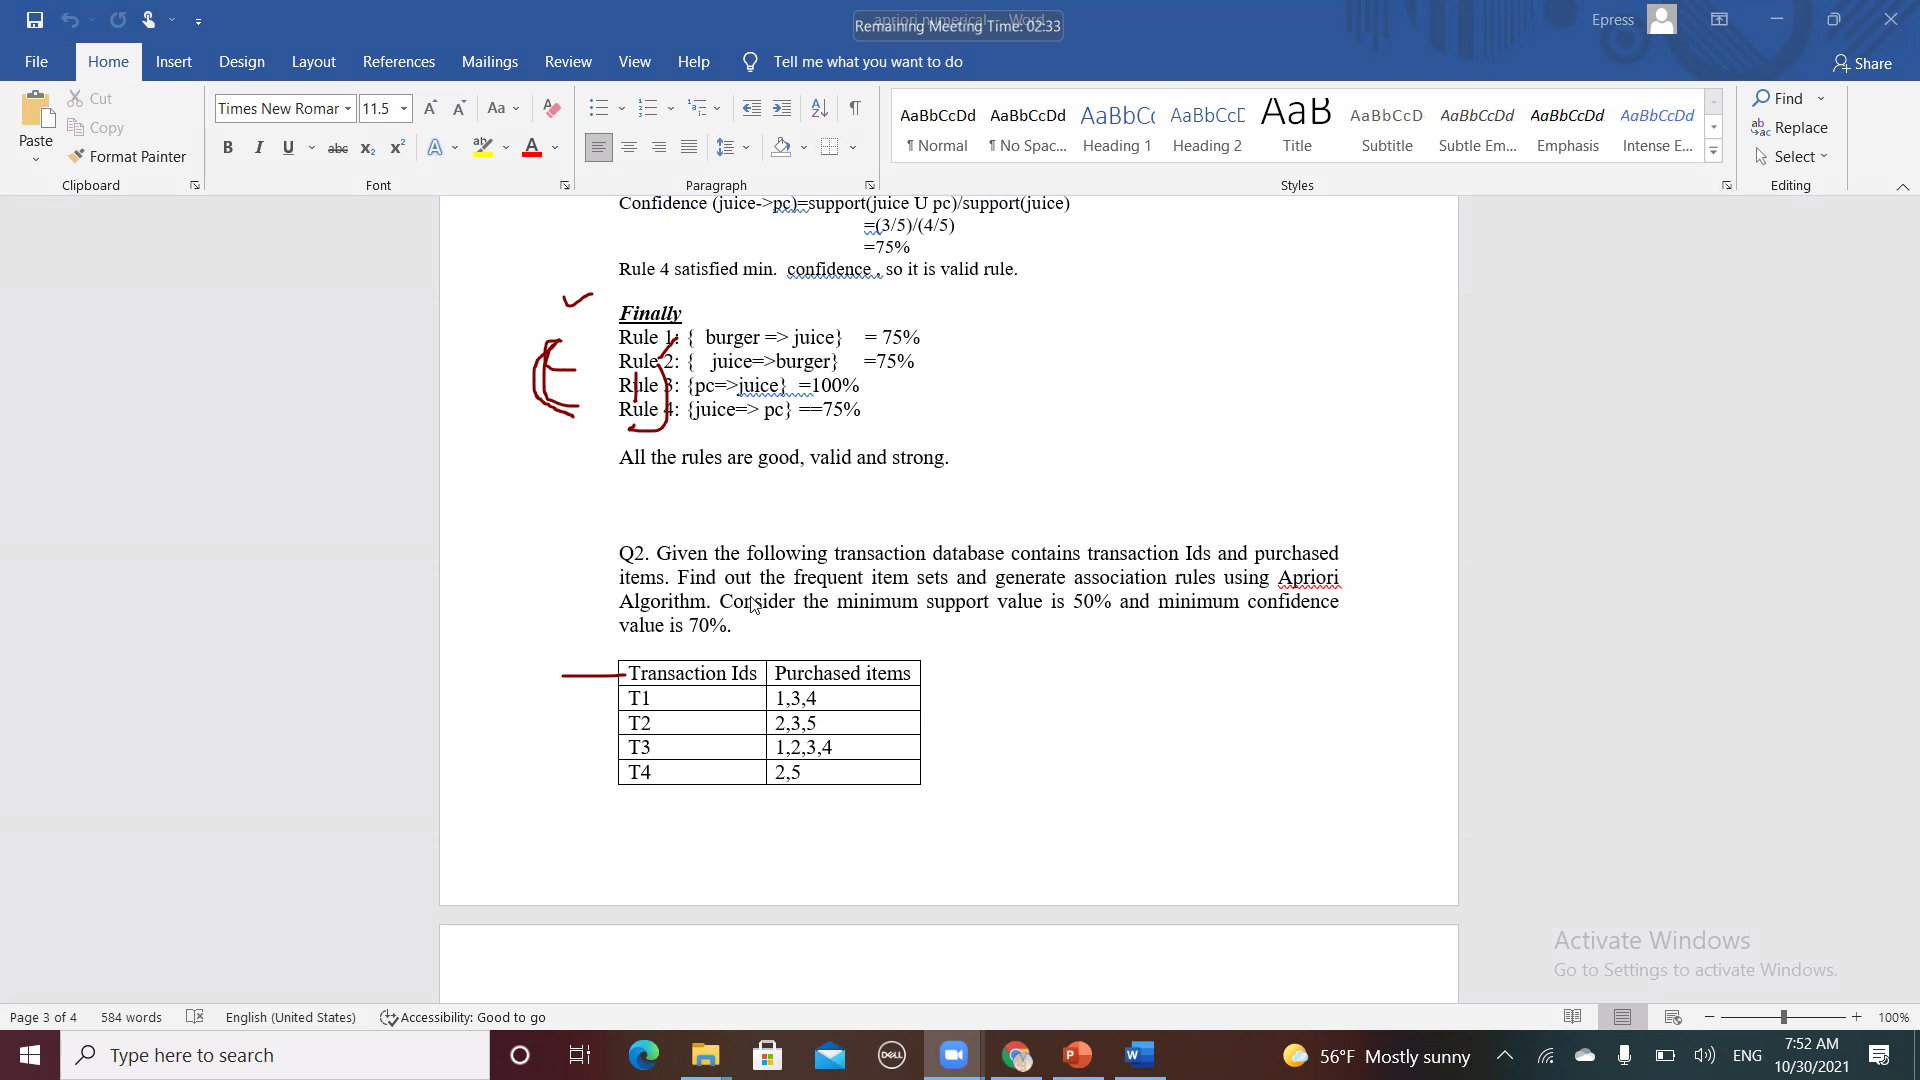 apriori numerical - Word
Remaining Meeting Time: 02:33
Epress
File Home Insert Design Layout References Mailings Review View Help Tell me what you want to do Share
Paste
Cut
Copy
Format Painter
Clipboard
Times New Romar 11.5 Aa
B I U abc x₂ x² A ab A
Font
Paragraph
AaBbCcDd AaBbCcDd AaBbCc AaBbCcC AaB AaBbCcD AaBbCcDd AaBbCcDd AaBbCcDd
¶ Normal ¶ No Spac... Heading 1 Heading 2 Title Subtitle Subtle Em... Emphasis Intense E...
Styles
Find
Replace
Select
Editing
Confidence (juice->pc)=support(juice U pc)/support(juice)
=(3/5)/(4/5)
=75%
Rule 4 satisfied min. confidence , so it is valid rule.
Finally
Rule 1: { burger => juice} = 75%
Rule 2: { juice=>burger} =75%
Rule 3: {pc=>juice} =100%
Rule 4: {juice=> pc} ==75%
All the rules are good, valid and strong.
Q2. Given the following transaction database contains transaction Ids and purchased
items. Find out the frequent item sets and generate association rules using Apriori
Algorithm. Consider the minimum support value is 50% and minimum confidence
value is 70%.
Transaction Ids Purchased items
T1 1,3,4
T2 2,3,5
T3 1,2,3,4
T4 2,5
Activate Windows
Go to Settings to activate Windows.
Page 3 of 4 584 words English (United States) Accessibility: Good to go 100%
Type here to search
DELL
56°F Mostly sunny
ENG
7:52 AM
10/30/2021